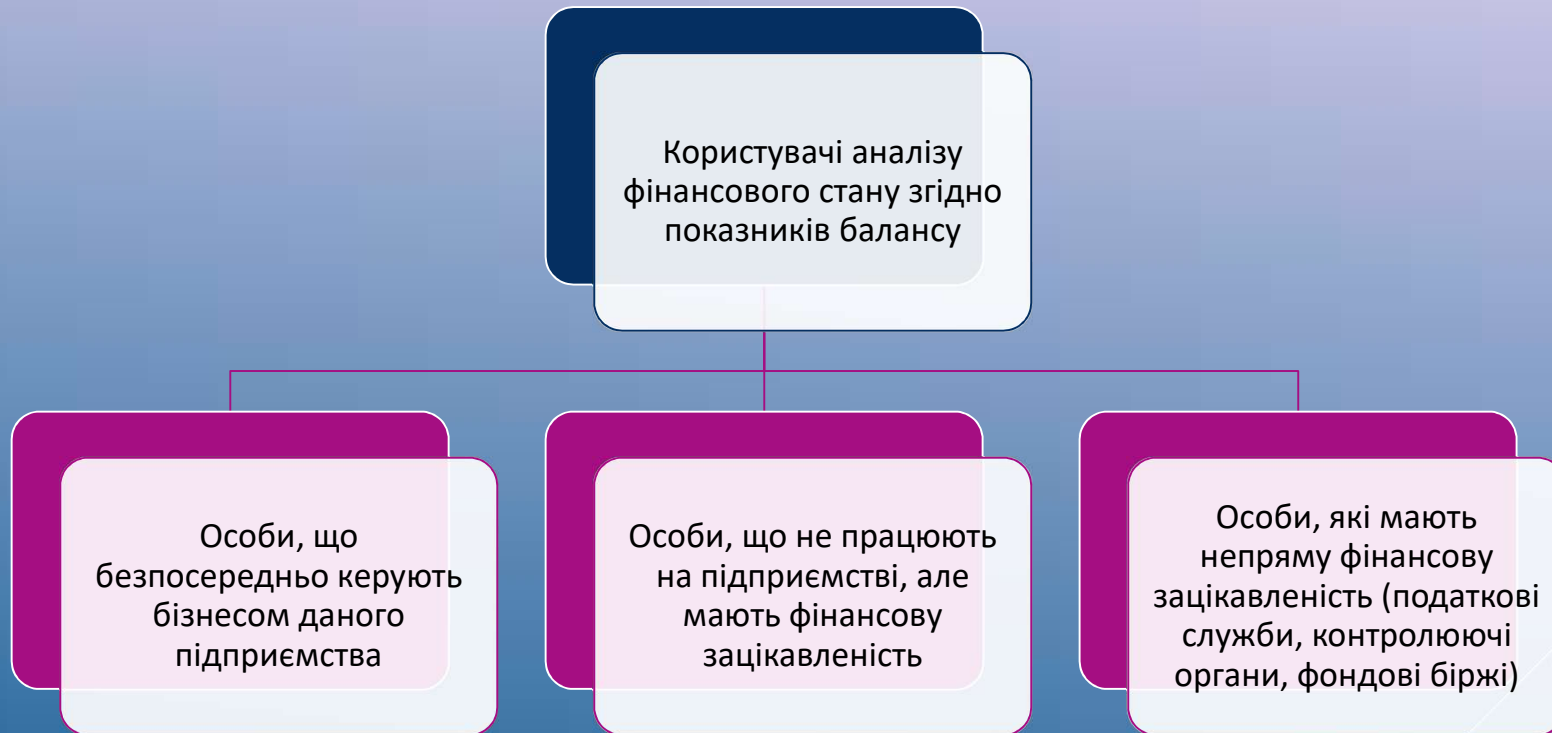 Користувачі аналізу
фінансового стану згідно
показників балансу
Особи, що
безпосередньо керують
бізнесом даного
підприємства
Особи, що не працюють
на підприємстві, але
мають фінансову
зацікавленість
Особи, які мають
непряму фінансову
зацікавленість (податкові
служби, контролюючі
органи, фондові біржі)